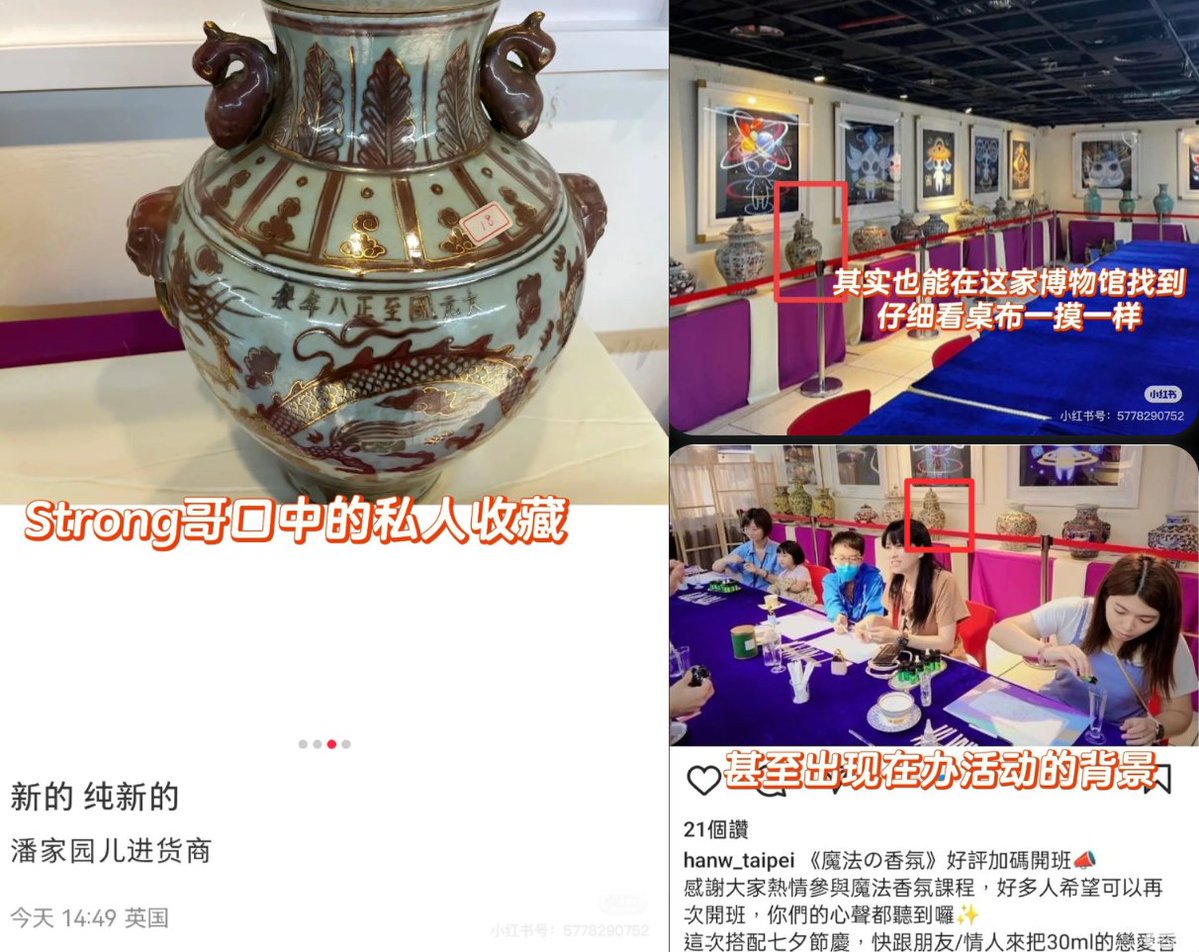 大元國至正八年製
Strong哥口中的私人收藏
新的 纯新的
潘家园儿进货商
今天 14:49 英国
小红书号：5778290752
其实也能在这家博物馆找到
仔细看桌布一摸一样
小红书
小红书号：5778290752
甚至出现在办活动的背景
21個讚
hanw_taipei 《魔法の香氛》好評加碼開班📣
感謝大家熱情參與魔法香氛課程，好多人希望可以再
次開班，你們的心聲都聽到囉✨
這次搭配七夕節慶，快跟朋友/情人來把30ml的戀愛香